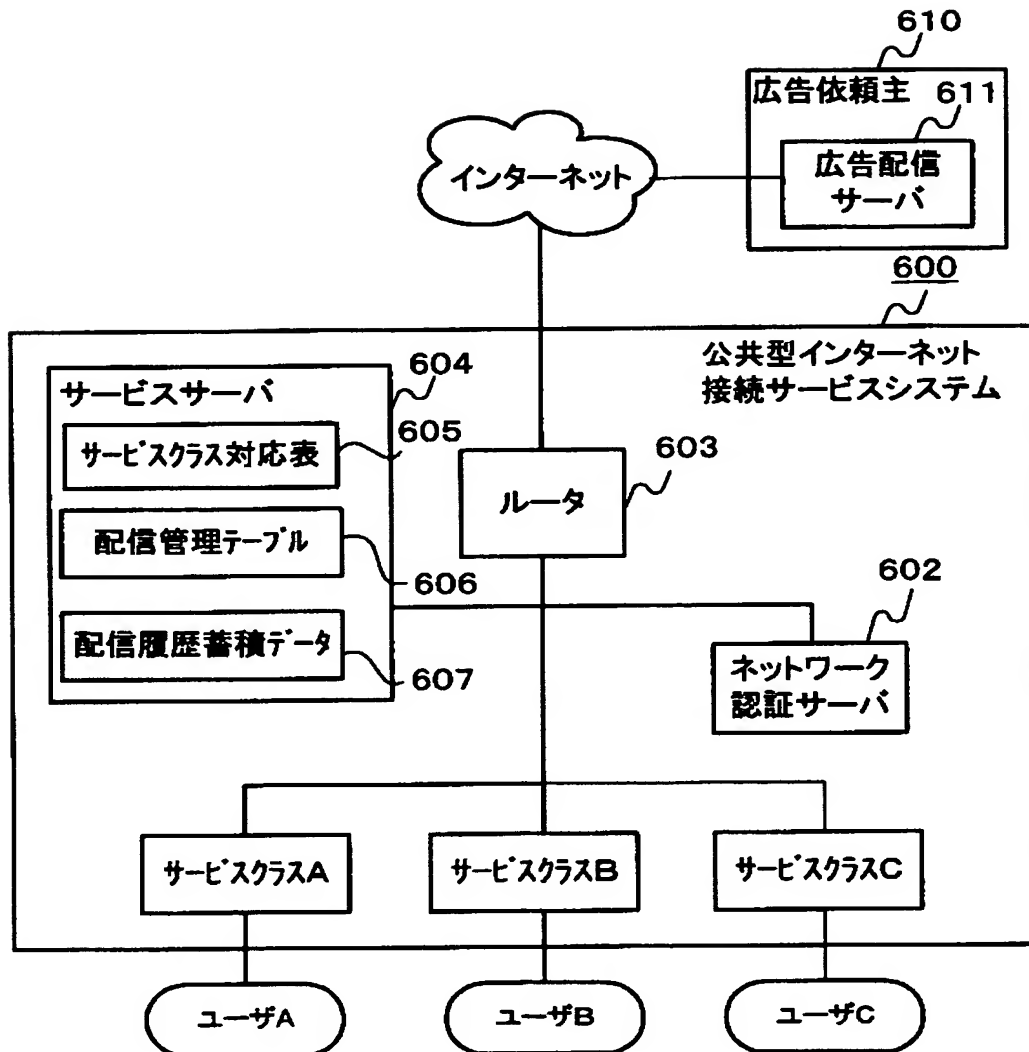 610
広告依頼主
611
広告配信
サーバ
インターネット
600
公共型インターネット
接続サービスシステム
サービスサーバ
604
サービスクラス対応表
605
配信管理テーブル
606
配信履歴蓄積データ
607
ルータ
603
602
ネットワーク
認証サーバ
サービスクラスA
サービスクラスB
サービスクラスC
ユーザA
ユーザB
ユーザC